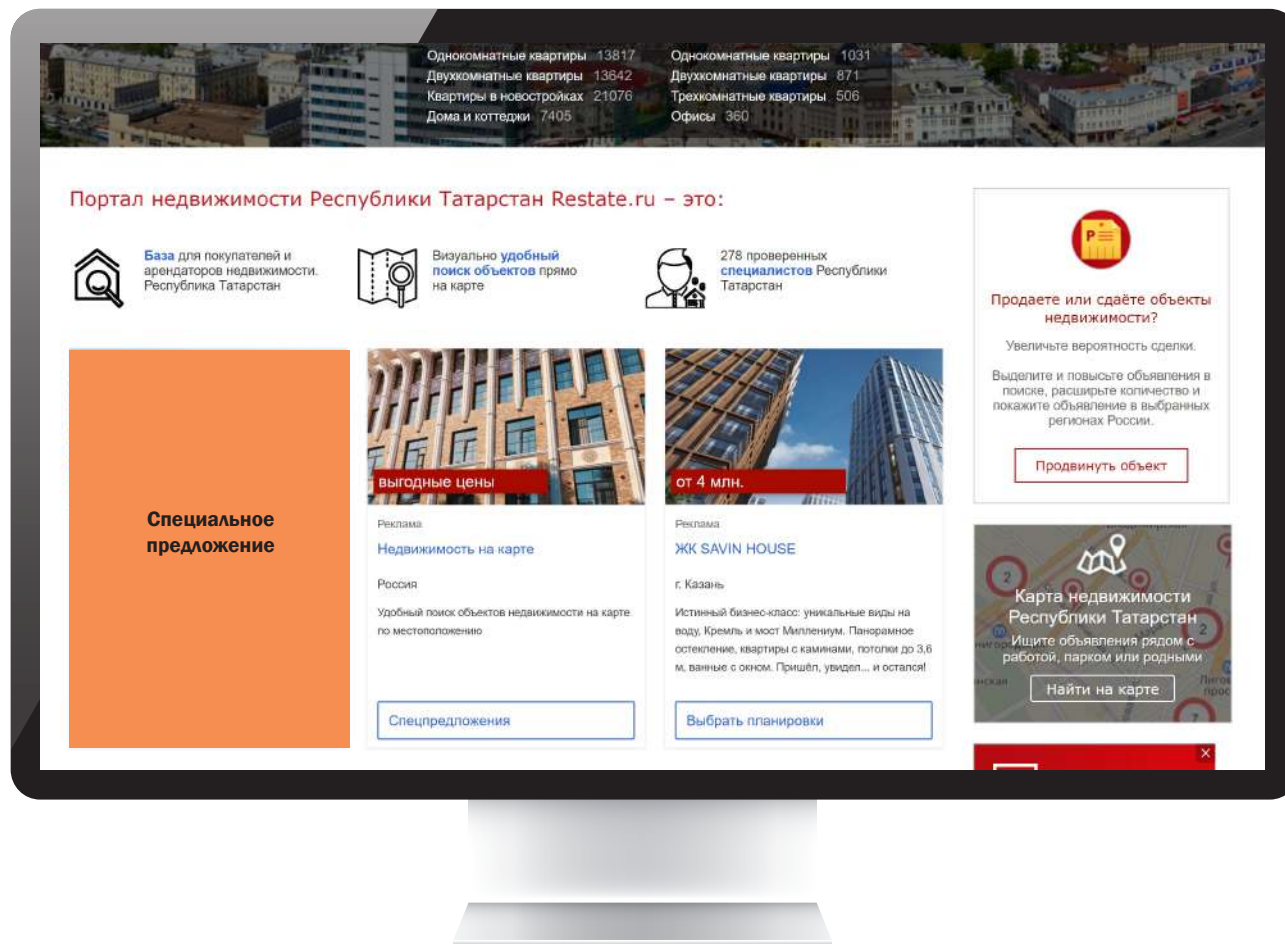 Однокомнатные квартиры 13817
Двухкомнатные квартиры 13642
Квартиры в новостройках 21076
Дома и коттеджи 7405
Однокомнатные квартиры 1031
Двухкомнатные квартиры 871
Трехкомнатные квартиры 506
Офисы 360
Портал недвижимости Республики Татарстан Restate.ru – это:
База для покупателей и
арендаторов недвижимости.
Республика Татарстан
Визуально удобный
поиск объектов прямо
на карте
278 проверенных
специалистов Республики
Татарстан
Специальное
предложение
выгодные цены
Реклама
Недвижимость на карте
Россия
Удобный поиск объектов недвижимости на карте
по местоположению
Спецпредложения
от 4 млн.
Реклама
ЖК SAVIN HOUSE
г. Казань
Истинный бизнес-класс: уникальные виды на
воду, Кремль и мост Миллениум. Панорамное
остекление, квартиры с каминами, потолки до 3,6
м, ванные с окном. Пришёл, увидел... и остался!
Выбрать планировки
Р
Продаете или сдаёте объекты
недвижимости?
Увеличьте вероятность сделки.
Выделите и повысьте объявления в
поиске, расширьте количество и
покажите объявление в выбранных
регионах России.
Продвинуть объект
2
Карта недвижимости
Республики Татарстан
2
Ищите объявления рядом с
работой, парком или родными
Найти на карте
7
X